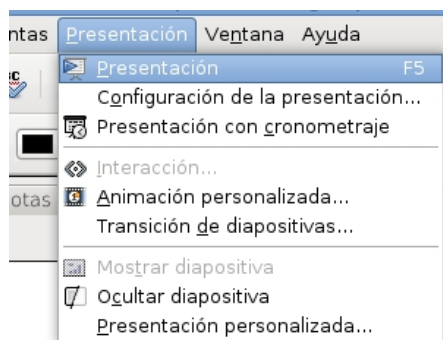 ntas Presentación Ventana Ayuda
Presentación F5
Configuración de la presentación...
Presentación con cronometraje
Interacción...
otas
Animación personalizada...
Transición de diapositivas...
Mostrar diapositiva
Ocultar diapositiva
Presentación personalizada...